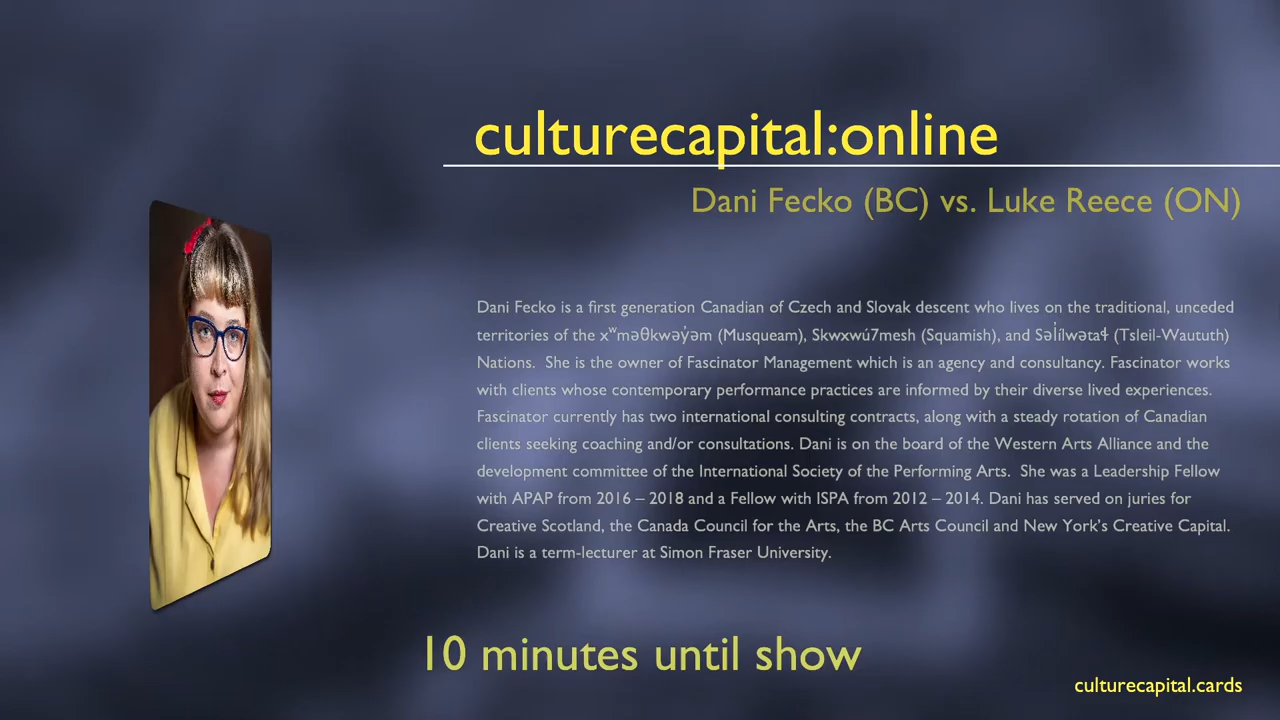 culturecapital:online
Dani Fecko (BC) vs. Luke Reece (ON)
Dani Fecko is a first generation Canadian of Czech and Slovak descent who lives on the traditional, unceded
territories of the xʷməθkwəy̓əm (Musqueam), Skwxwú7mesh (Squamish), and Səl̓ílwətaɬ (Tsleil-Waututh)
Nations.  She is the owner of Fascinator Management which is an agency and consultancy. Fascinator works
with clients whose contemporary performance practices are informed by their diverse lived experiences.
Fascinator currently has two international consulting contracts, along with a steady rotation of Canadian
clients seeking coaching and/or consultations. Dani is on the board of the Western Arts Alliance and the
development committee of the International Society of the Performing Arts.  She was a Leadership Fellow
with APAP from 2016 – 2018 and a Fellow with ISPA from 2012 – 2014. Dani has served on juries for
Creative Scotland, the Canada Council for the Arts, the BC Arts Council and New York’s Creative Capital.
Dani is a term-lecturer at Simon Fraser University.
10 minutes until show
culturecapital.cards